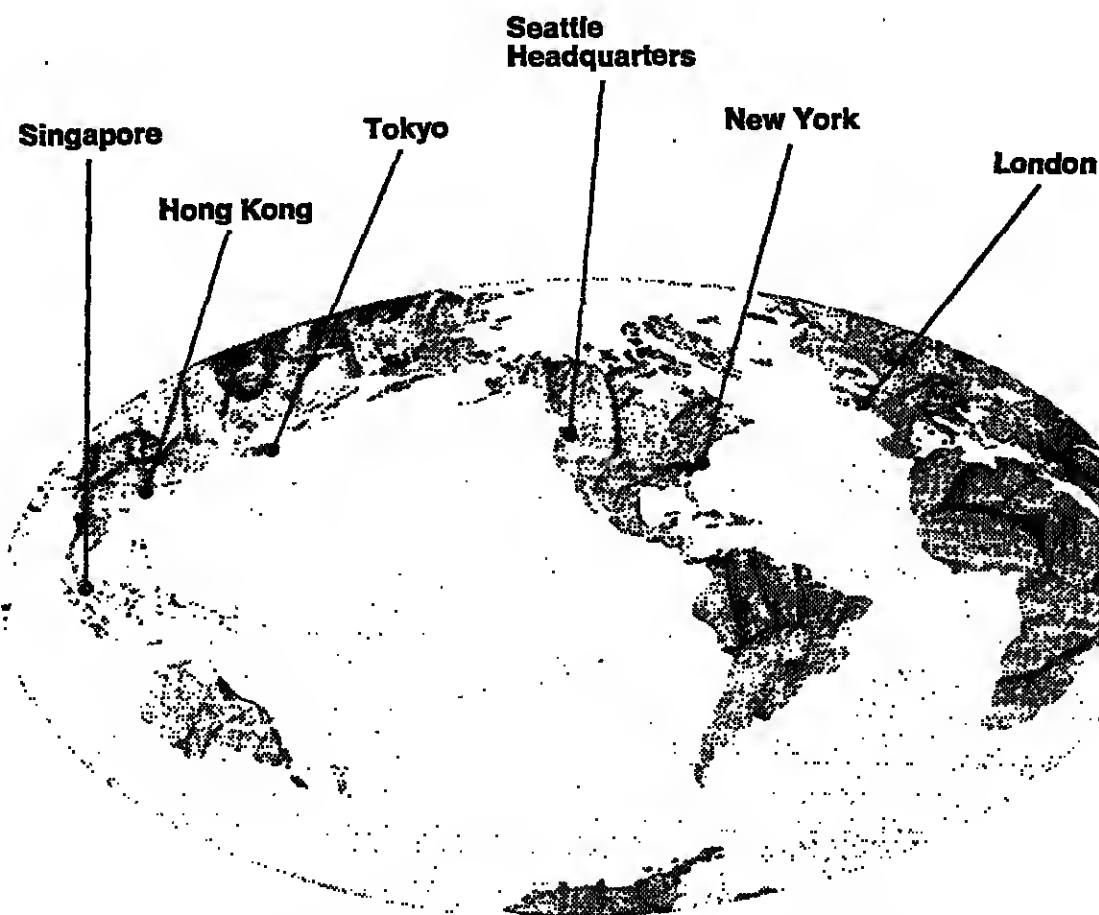 Seattle
Headquarters
Singapore
Tokyo
New York
London
Hong Kong